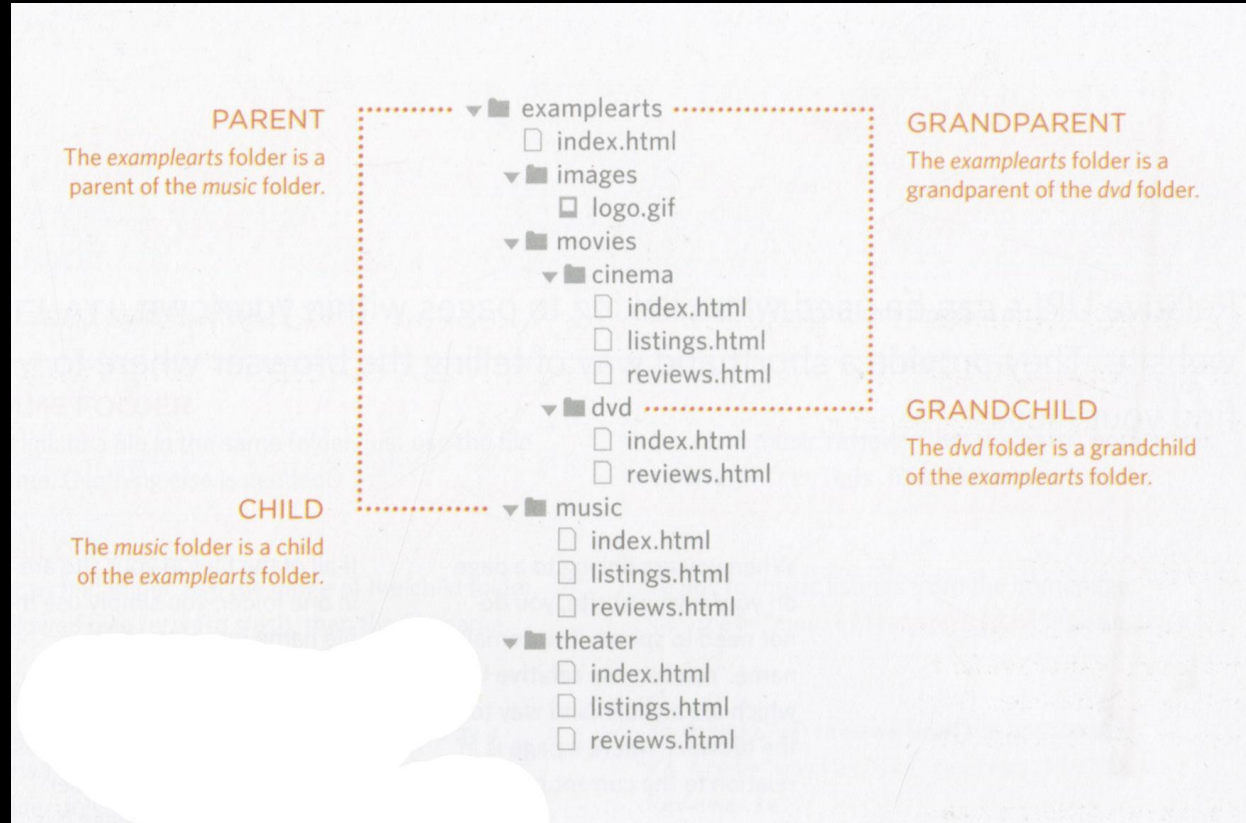 PARENT
The examplearts folder is a
parent of the music folder.
examplearts
index.html
images
logo.gif
movies
cinema
index.html
listings.html
reviews.html
dvd
index.html
reviews.html
music
index.html
listings.html
reviews.html
theater
index.html
listings.html
reviews.html
GRANDPARENT
The examplearts folder is a
grandparent of the dvd folder.
GRANDCHILD
The dvd folder is a grandchild
of the examplearts folder.
CHILD
The music folder is a child
of the examplearts folder.